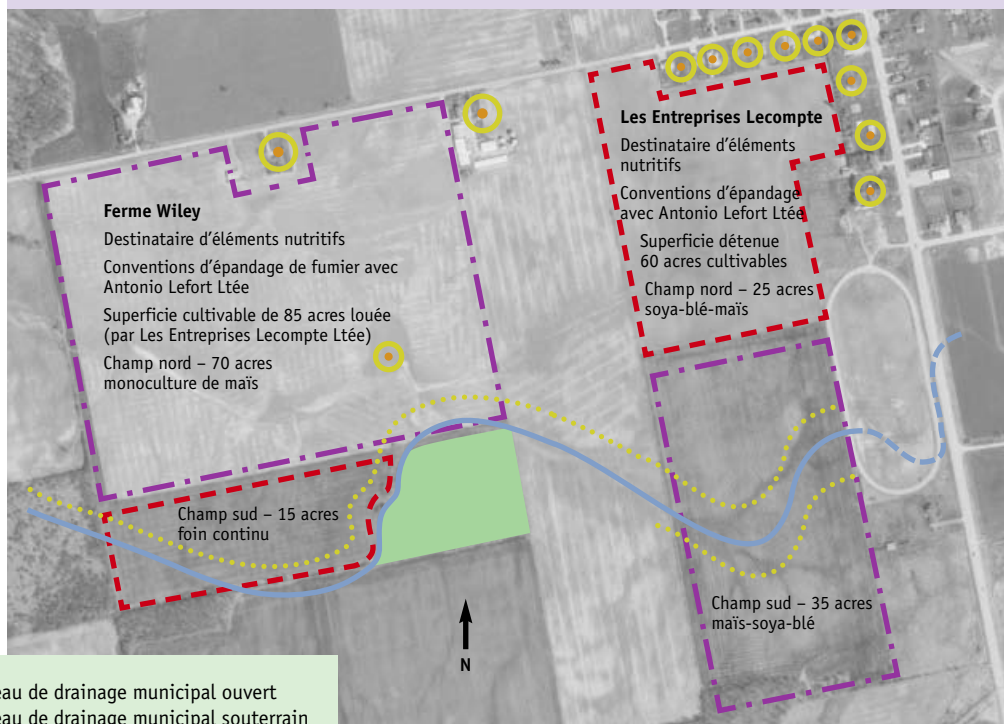 Les Entreprises Lecompte
Destinataire d'éléments
nutritifs
Conventions d'épandage
avec Antonio Lefort Ltée
Superficie détenue
60 acres cultivables
Champ nord – 25 acres
soya-blé-maïs
Ferme Wiley
Destinataire d'éléments nutritifs
Conventions d'épandage de fumier avec
Antonio Lefort Ltée
Superficie cultivable de 85 acres louée
(par Les Entreprises Lecompte Ltée)
Champ nord – 70 acres
monoculture de maïs
Champ sud – 15 acres
foin continu
Champ sud – 35 acres
maïs-soya-blé
N
de drainage municipal ouvert
de drainage municipal souterrain